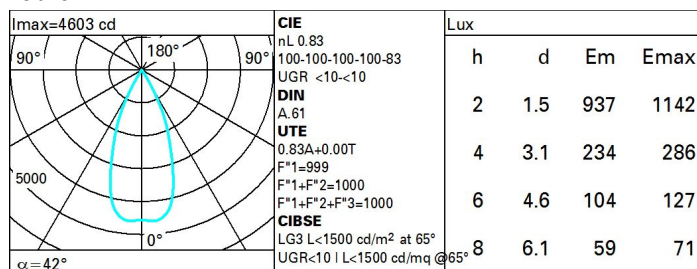 Imax=4603 cd
90°
180°
90°
5000
0°
α=42°
CIE
nL 0.83
100-100-100-100-83
UGR <10-<10
DIN
A.61
UTE
0.83A+0.00T
F"1=999
F"1+F"2=1000
F"1+F"2+F"3=1000
CIBSE
LG3 L<1500 cd/m² at 65°
UGR<10 | L<1500 cd/mq @65°
Lux
h d Em Emax
2 1.5 937 1142
4 3.1 234 286
6 4.6 104 127
8 6.1 59 71